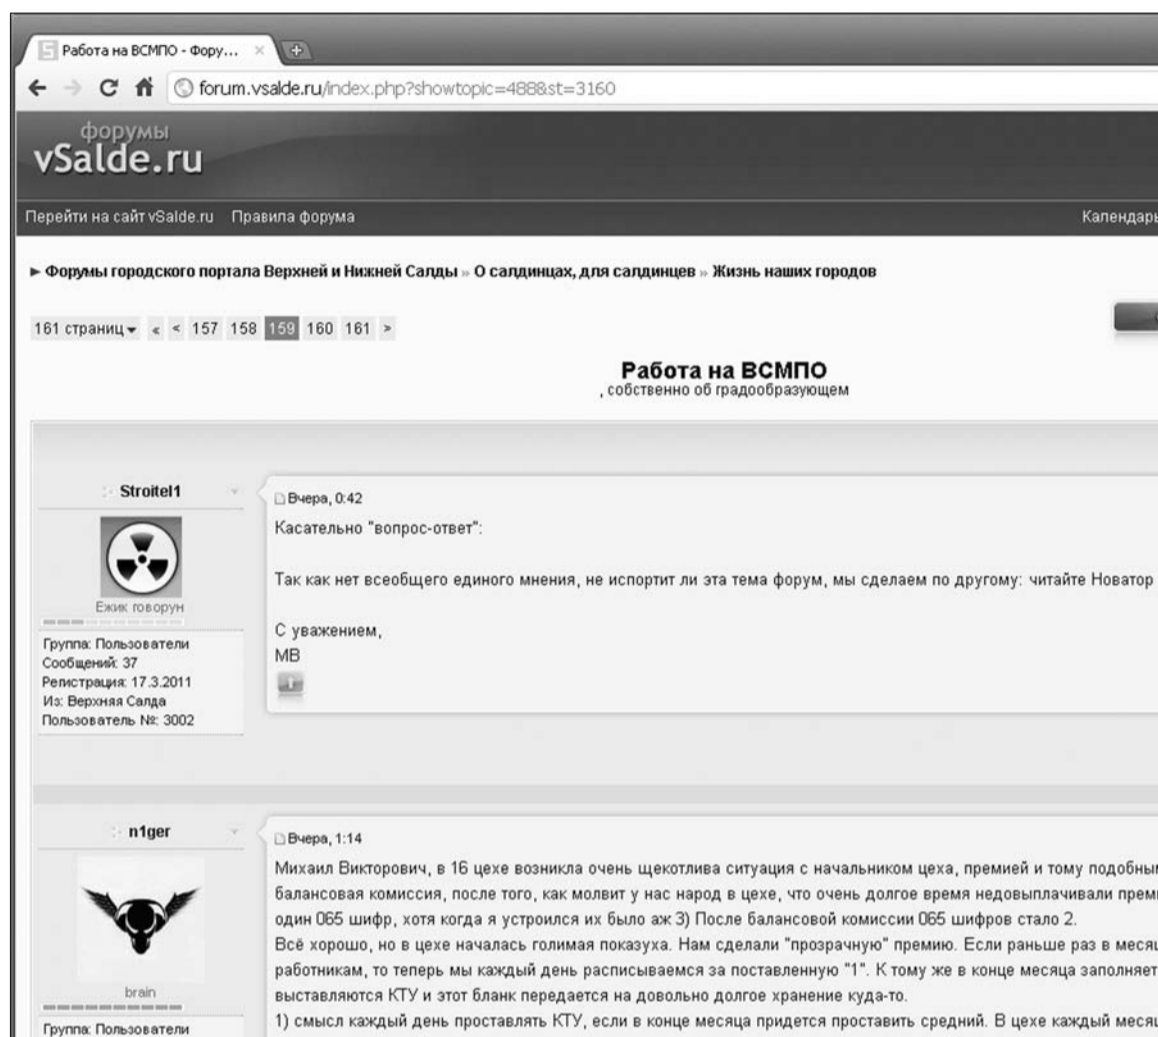 Работа на ВСМПО - Фору...
forum.vsalde.ru/index.php?showtopic=488&st=3160
форумы
vSalde.ru
Перейти на сайт vSalde.ru Правила форума Календарь
► Форумы городского портала Верхней и Нижней Салды » О салдинцах, для салдинцев » Жизнь наших городов
161 страниц « < 157 158 159 160 161 >
Работа на ВСМПО
, собственно об градообразующем
Stroitel1
Вчера, 0:42
Касательно "вопрос-ответ":
Так как нет всеобщего единого мнения, не испортит ли эта тема форум, мы сделаем по другому: читайте Новатор
С уважением,
МВ
Ежик говорун
Группа: Пользователи
Сообщений: 37
Регистрация: 17.3.2011
Из: Верхняя Салда
Пользователь №: 3002
n1ger
Вчера, 1:14
Михаил Викторович, в 16 цехе возникла очень щекотлива ситуация с начальником цеха, премией и тому подобны
балансовая комиссия, после того, как молвит у нас народ в цехе, что очень долгое время недовыплачивали прем
один 065 шифр, хотя когда я устроился их было аж 3) После балансовой комиссии 065 шифров стало 2.
Всё хорошо, но в цехе началась голимая показуха. Нам сделали "прозрачную" премию. Если раньше раз в месяц
работникам, то теперь мы каждый день расписываемся за поставленную "1". К тому же в конце месяца заполняет
выставляются КТУ и этот бланк передается на довольно долгое хранение куда-то.
1) смысл каждый день проставлять КТУ, если в конце месяца придется проставить средний. В цехе каждый месяц
brain
Группа: Пользователи